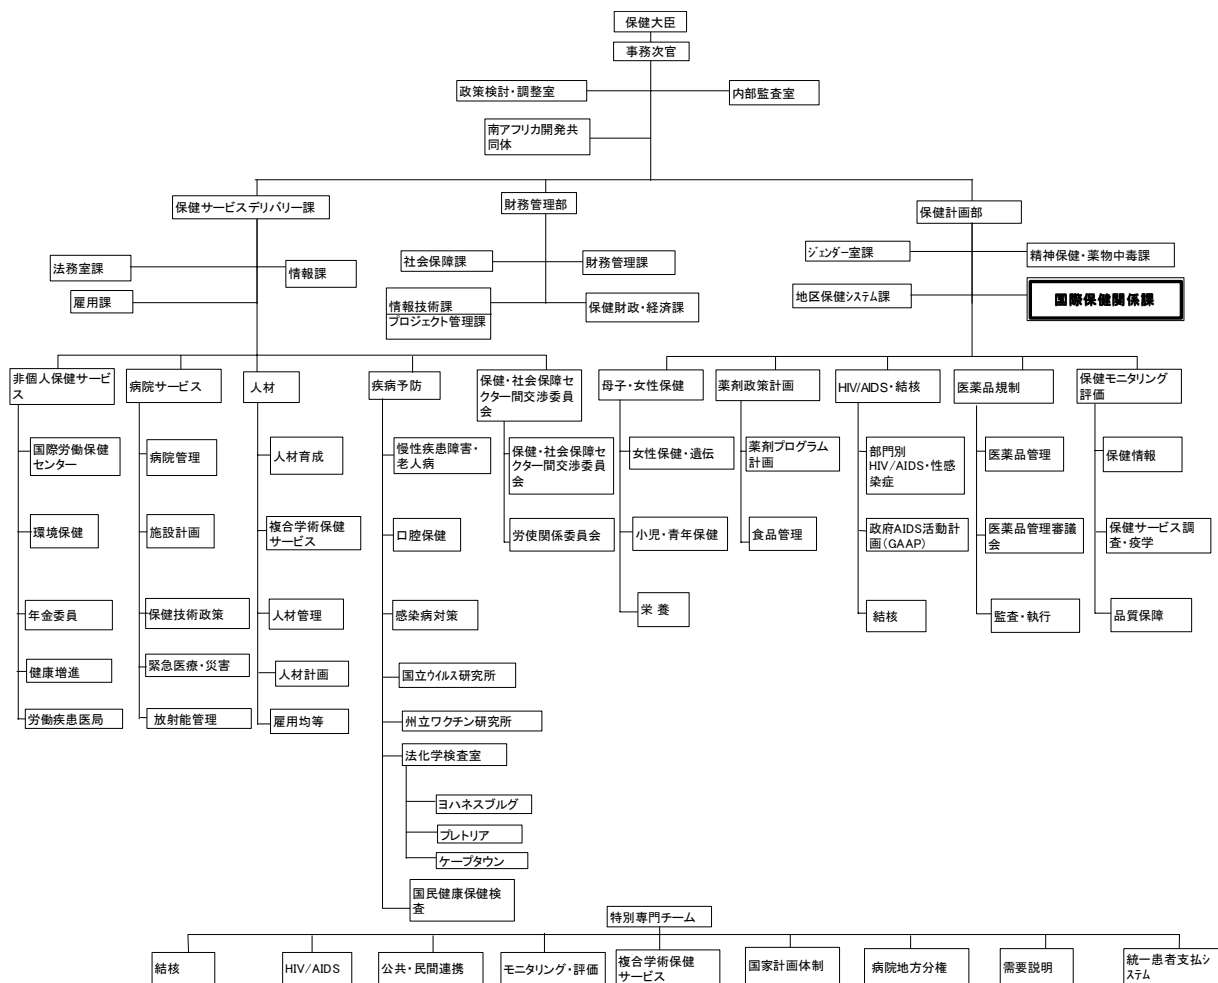 保健大臣
事務次官
政策検討・調整室
内部監査室
南アフリカ開発共
同体
保健サービスデリバリー課
財務管理部
保健計画部
法務室課
情報課
雇用課
社会保障課
財務管理課
情報技術課
プロジェクト管理課
保健財政・経済課
ジェンダー室課
精神保健・薬物中毒課
地区保健システム課
国際保健関係課
非個人保健サービ
ス
病院サービス
人材
疾病予防
保健・社会保障セ
クター間交渉委員
会
母子・女性保健
薬剤政策計画
HIV/AIDS・結核
医薬品規制
保健モニタリング
評価
国際労働保健
センター
環境保健
年金委員
健康増進
労働疾患医局
病院管理
施設計画
保健技術政策
緊急医療・災害
放射能管理
人材育成
複合学術保健
サービス
人材管理
人材計画
雇用均等
慢性疾患障害・
老人病
口腔保健
感染病対策
国立ウイルス研究所
州立ワクチン研究所
法化学検査室
ヨハネスブルグ
プレトリア
ケープタウン
国民健康保健検
査
保健・社会保障セ
クター間交渉委員
会
労使関係委員会
女性保健・遺伝
小児・青年保健
栄 養
薬剤プログラム
計画
食品管理
部門別
HIV/AIDS・性感
染症
政府AIDS活動計
画(GAAP)
結核
医薬品管理
医薬品管理審議
会
監査・執行
保健情報
保健サービス調
査・疫学
品質保障
特別専門チーム
結核
HIV/AIDS
公共・民間連携
モニタリング・評価
複合学術保健
サービス
国家計画体制
病院地方分権
需要説明
統一患者支払シ
ステム